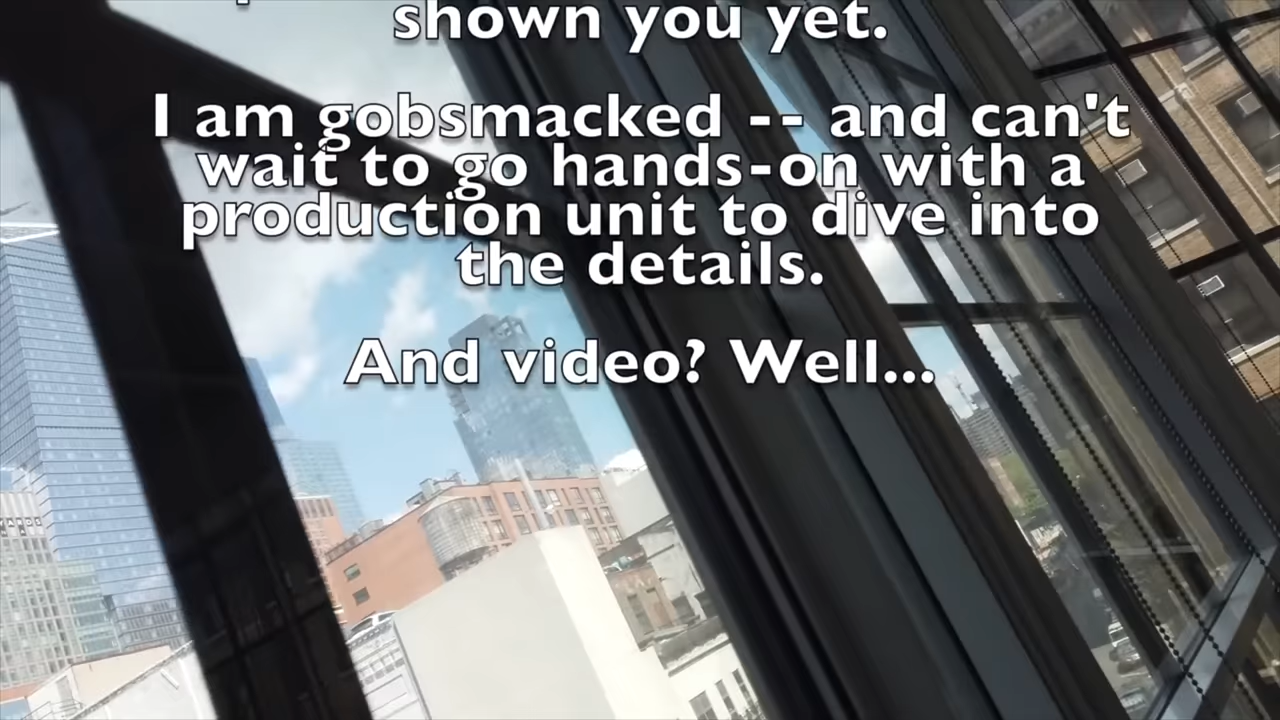 shown you yet.
I am gobsmacked -- and can't
wait to go hands-on with a
production unit to dive into
the details.
And video? Well...